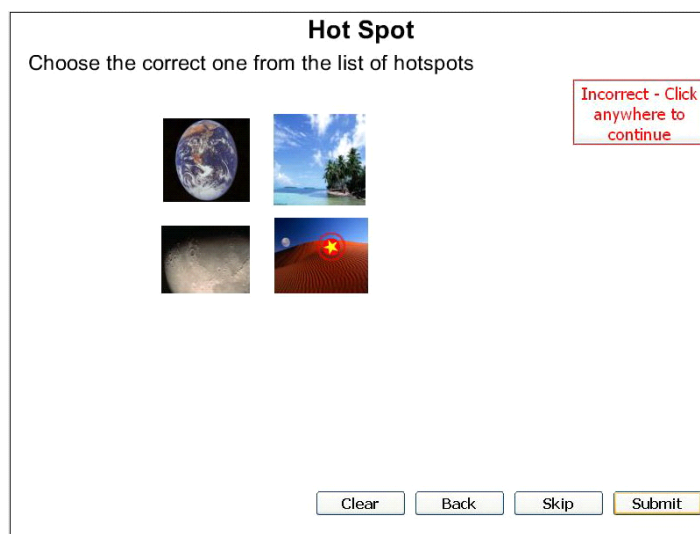 Hot Spot
Choose the correct one from the list of hotspots
Incorrect - Click
anywhere to
continue
Clear
Back
Skip
Submit